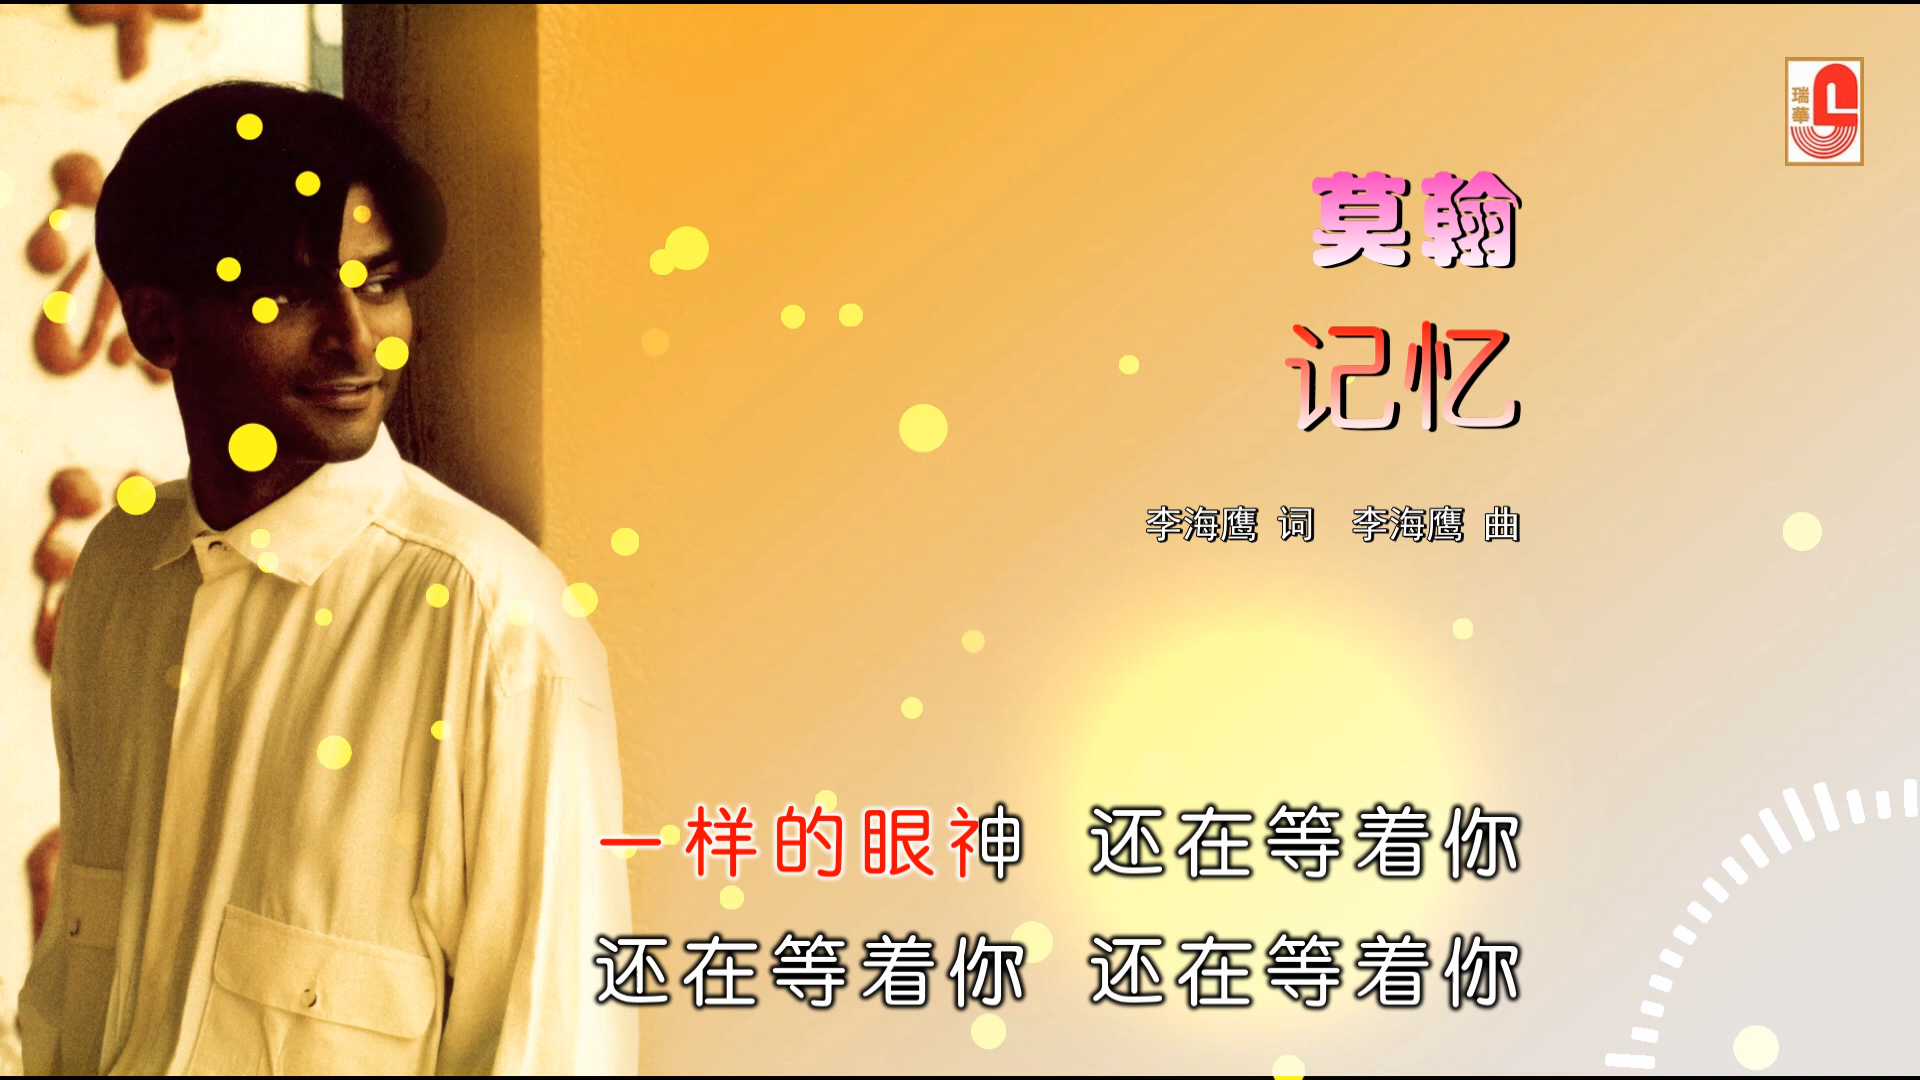 瑞
華
莫翰
记忆
李海鹰 词 李海鹰 曲
一样的眼神 还在等着你
还在等着你 还在等着你